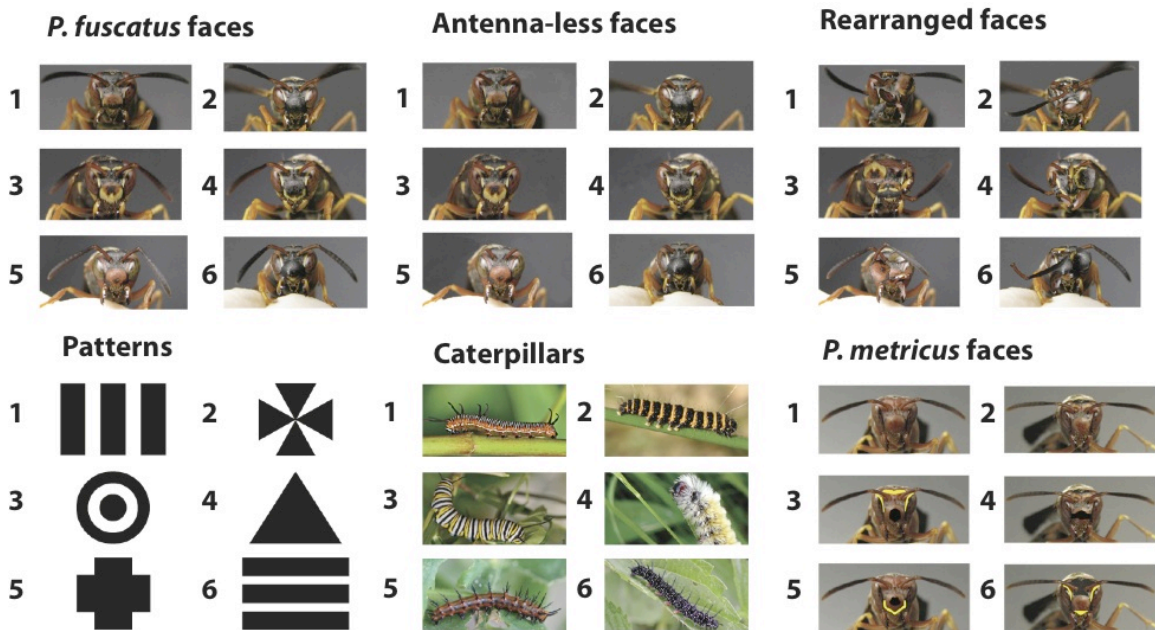 P. fuscatus faces
Antenna-less faces
Rearranged faces
1 2 1 2 1 2
3 4 3 4 3 4
5 6 5 6 5 6
Patterns
Caterpillars
P. metricus faces
1 2 1 2 1 2
3 4 3 4 3 4
5 6 5 6 5 6